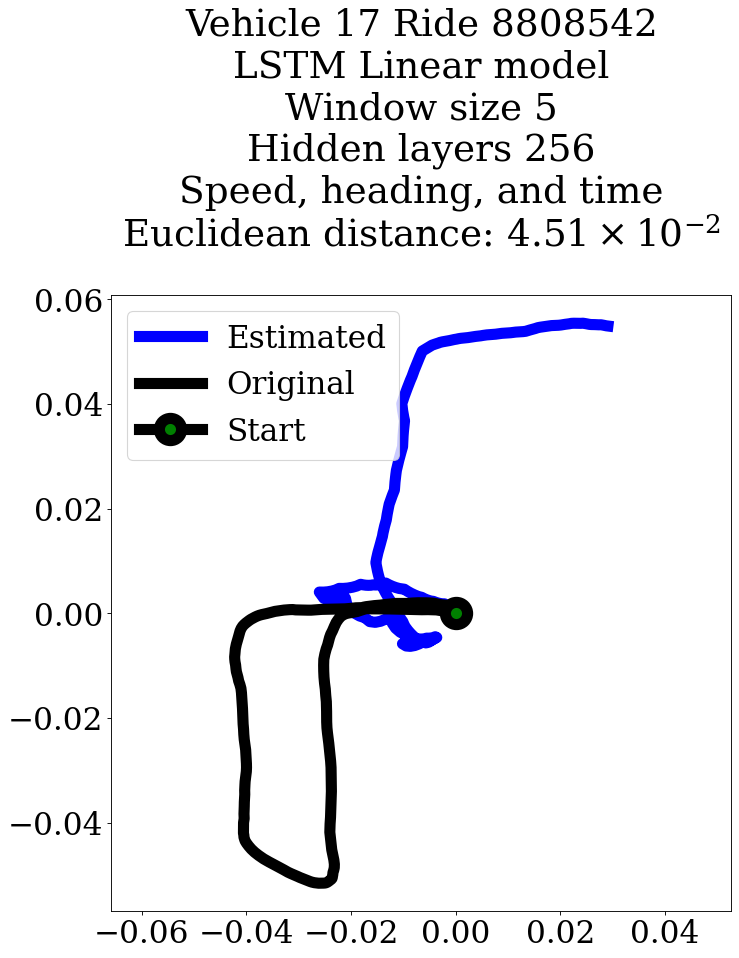 Vehicle 17 Ride 8808542
LSTM Linear model
Window size 5
Hidden layers 256
Speed, heading, and time
Euclidean distance: 4.51 × 10⁻²
0.06
0.04
0.02
0.00
−0.02
−0.04
Estimated
Original
Start
−0.06 −0.04 −0.02 0.00 0.02 0.04